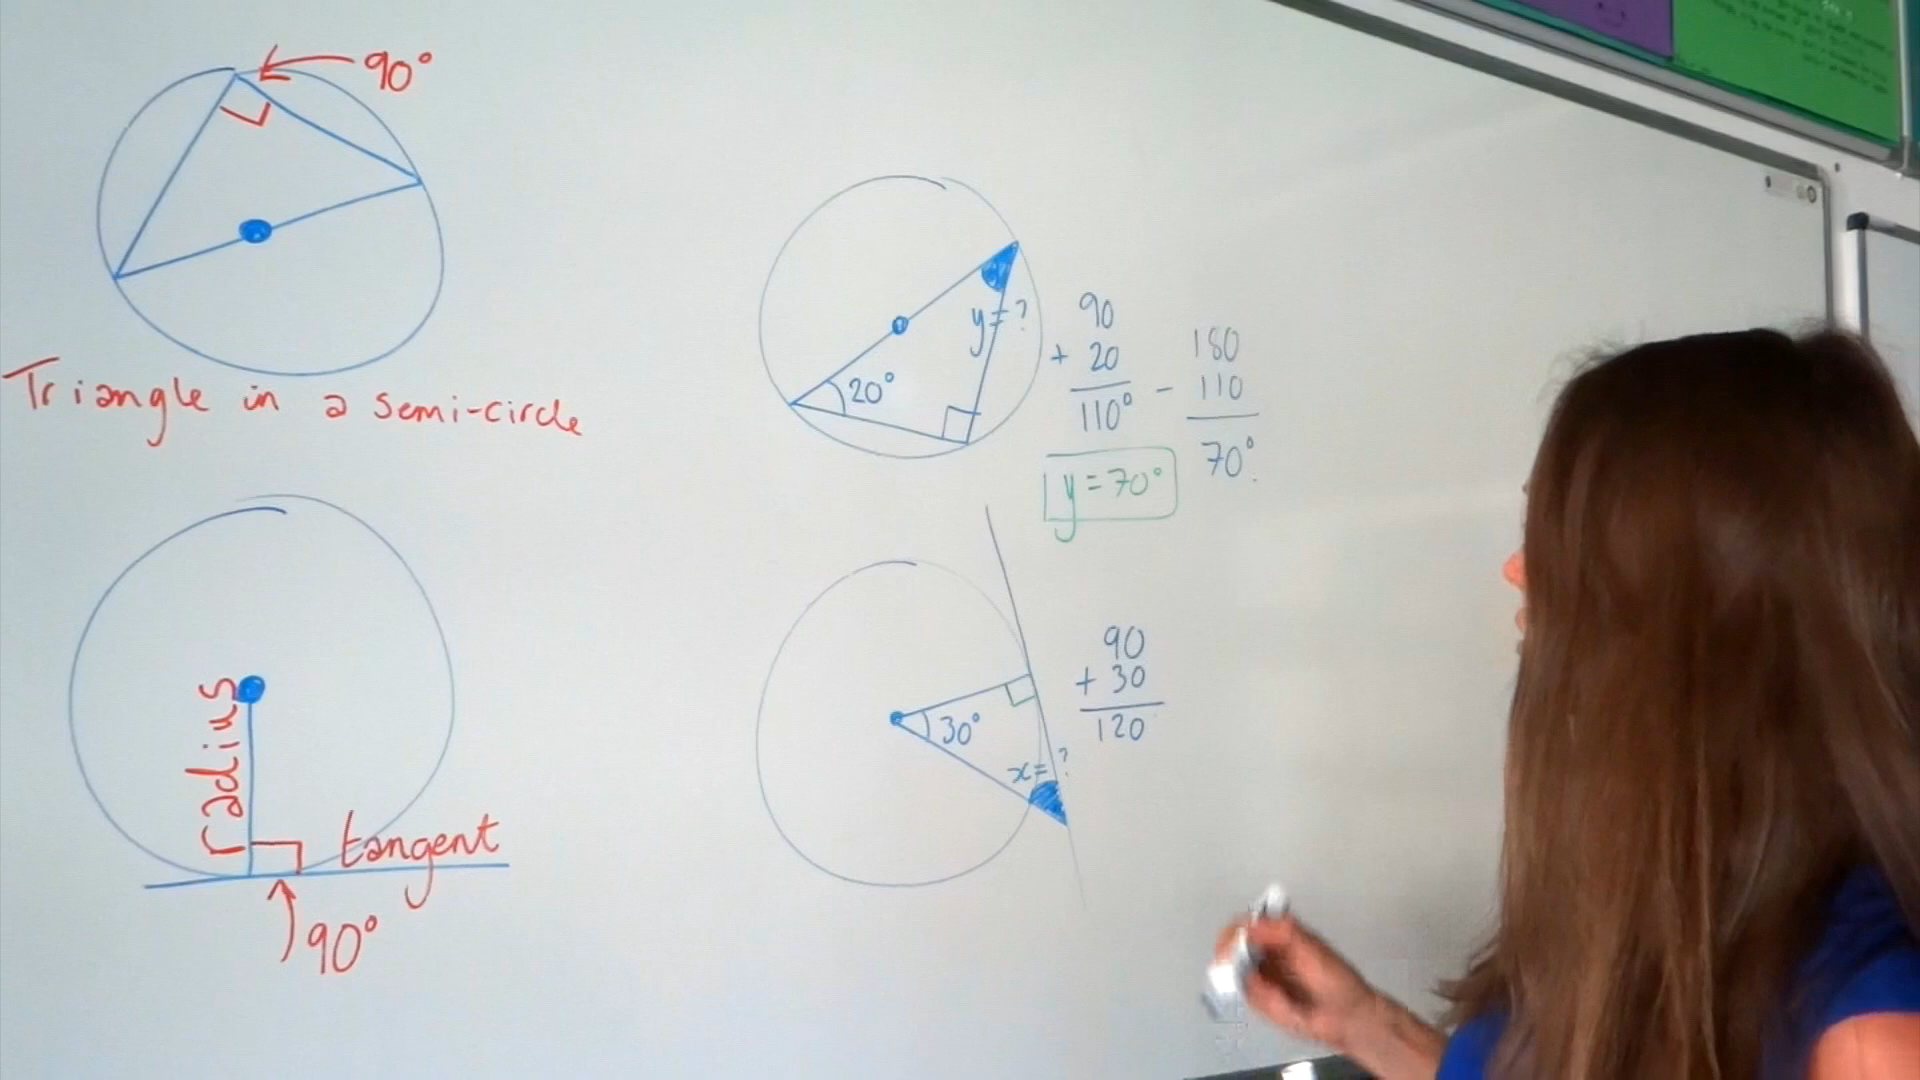 90°
Triangle in a semi-circle
radius
tangent
90°
20°
y=?
90
+ 20
110°
- 180
110
70°
y=70°
30°
x=?
90
+ 30
120